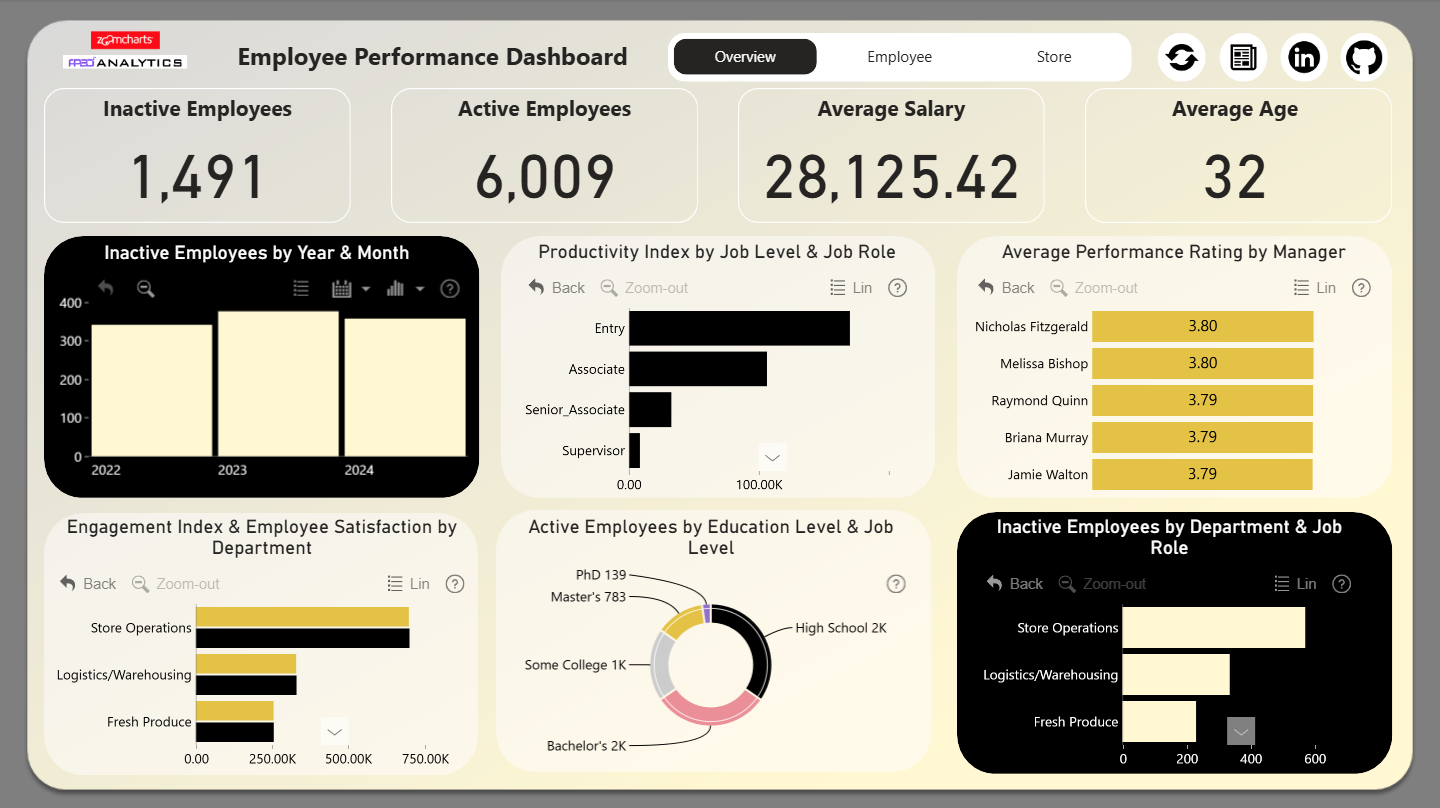 zoomcharts
ANALYTICS
Employee Performance Dashboard
Overview
Employee
Store
Inactive Employees
1,491
Active Employees
6,009
Average Salary
28,125.42
Average Age
32
Inactive Employees by Year & Month
400
300
200
100
0
2022
2023
2024
Productivity Index by Job Level & Job Role
Back
Zoom-out
Lin
?
Entry
Associate
Senior_Associate
Supervisor
0.00
100.00K
Average Performance Rating by Manager
Back
Zoom-out
Lin
?
Nicholas Fitzgerald 3.80
Melissa Bishop 3.80
Raymond Quinn 3.79
Briana Murray 3.79
Jamie Walton 3.79
Engagement Index & Employee Satisfaction by
Department
Back
Zoom-out
Lin
?
Store Operations
Logistics/Warehousing
Fresh Produce
0.00
250.00K
500.00K
750.00K
Active Employees by Education Level & Job
Level
?
PhD 139
Master's 783
High School 2K
Some College 1K
Bachelor's 2K
Inactive Employees by Department & Job
Role
Back
Zoom-out
Lin
?
Store Operations
Logistics/Warehousing
Fresh Produce
0
200
400
600